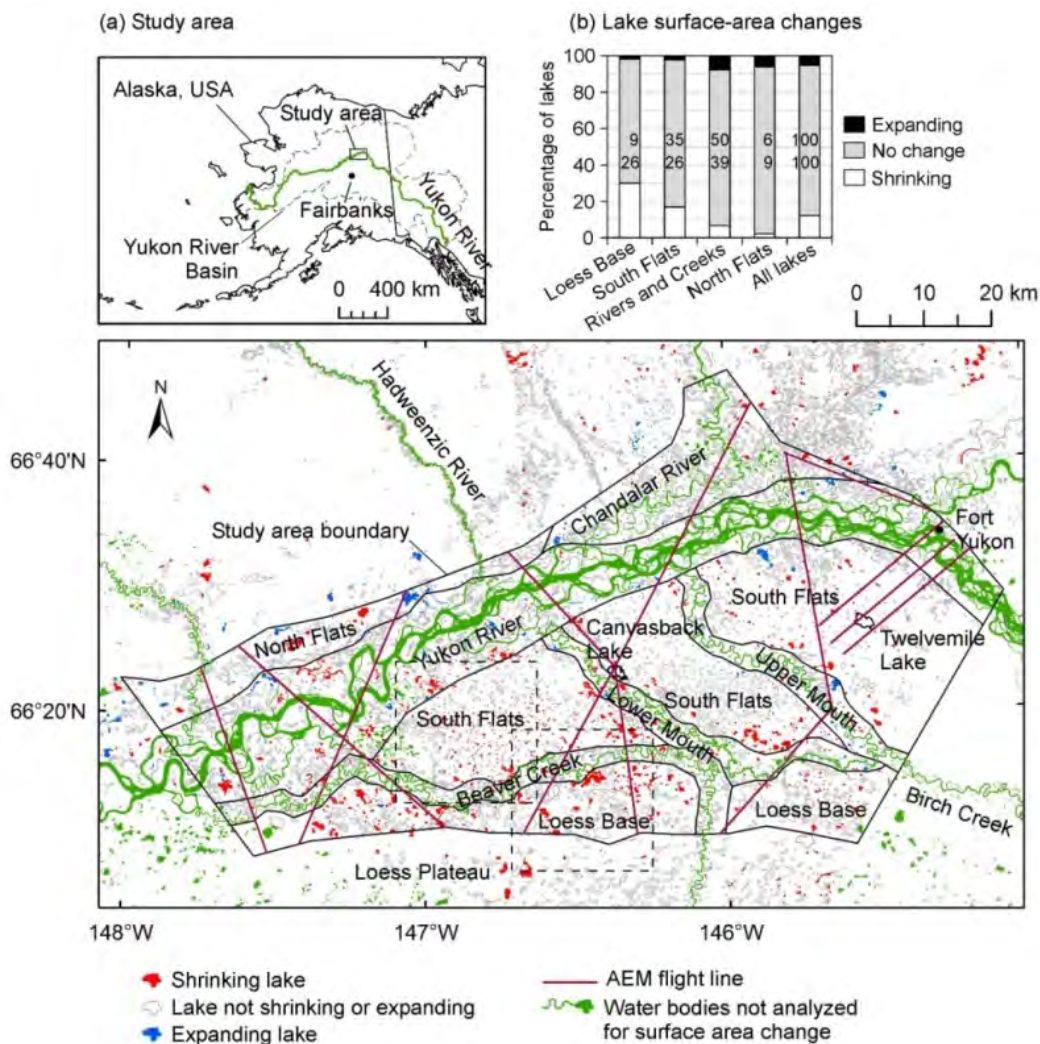 (a) Study area
Alaska, USA
Study area
Fairbanks
Yukon River
Yukon River
Basin
0 400 km
(b) Lake surface-area changes
Percentage of lakes
100
80
60
40
20
0
9 35 50 6 100
26 26 39 9 100
Loess Base
South Flats
Rivers and Creeks
North Flats
All lakes
Expanding
No change
Shrinking
0 10 20 km
N
66°40'N
66°20'N
Hadweenzic River
Study area boundary
Chandalar River
Fort
Yukon
North Flats
Yukon River
South Flats
Canvasback
Lake
Twelvemile
Lake
South Flats
South Flats
Upper Mouth
Lower Mouth
Beaver Creek
Loess Base
Loess Base
Birch Creek
Loess Plateau
148°W
147°W
146°W
Shrinking lake
Lake not shrinking or expanding
Expanding lake
AEM flight line
Water bodies not analyzed
for surface area change